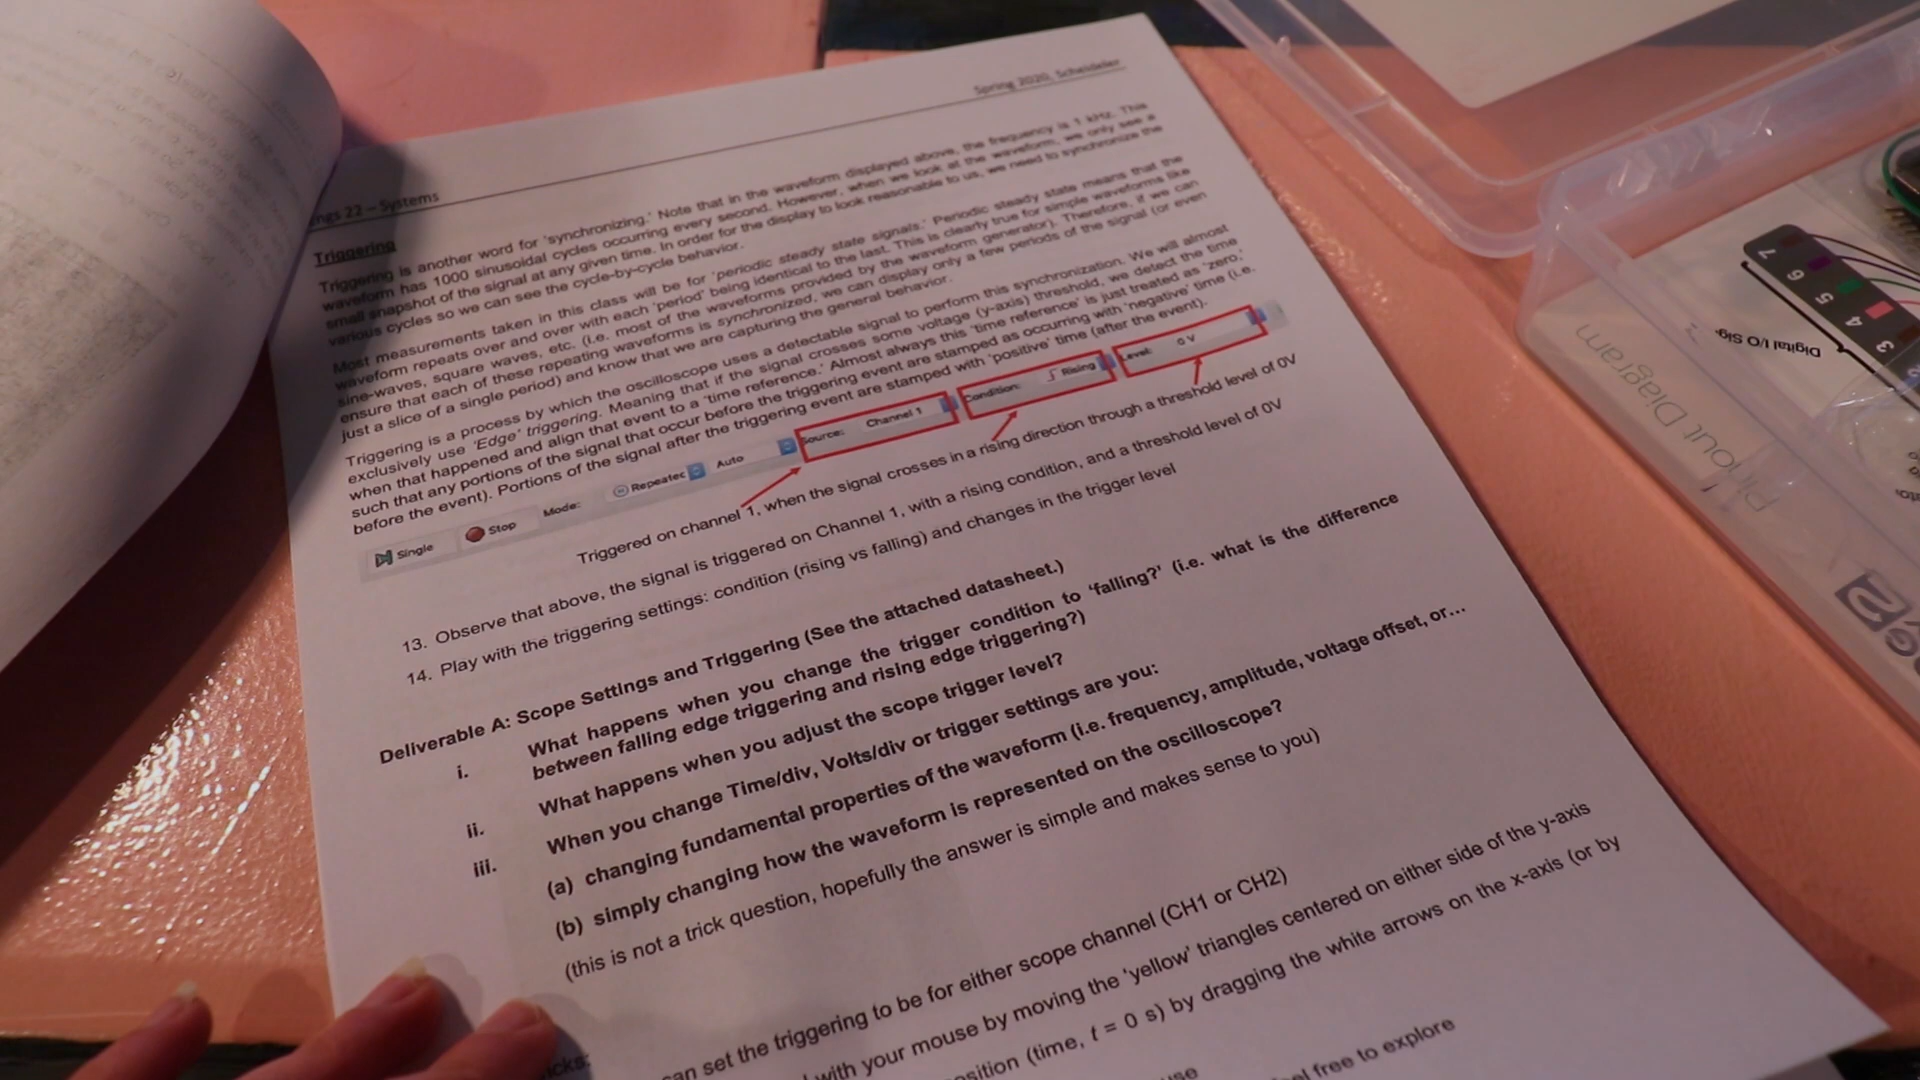 Spring 2020, Scheideler
ngs 22 – Systems
Triggering
Triggering is another word for 'synchronizing.' Note that in the waveform displayed above, the frequency is 1 kHz. This
waveform has 1000 sinusoidal cycles occurring every second. However, when we look at the waveform, we only see a
small snapshot of the signal at any given time. In order for the display to look reasonable to us, we need to synchronize the
various cycles so we can see the cycle-by-cycle behavior.
Most measurements taken in this class will be for 'periodic steady state signals.' Periodic steady state means that the
waveform repeats over and over with each 'period' being identical to the last. This is clearly true for simple waveforms like
sine-waves, square waves, etc. (i.e. most of the waveforms provided by the waveform generator). Therefore, if we can
ensure that each of these repeating waveforms is synchronized, we can display only a few periods of the signal (or even
just a slice of a single period) and know that we are capturing the general behavior.
Triggering is a process by which the oscilloscope uses a detectable signal to perform this synchronization. We will almost
exclusively use 'Edge' triggering. Meaning that if the signal crosses some voltage (y-axis) threshold, we detect the time
when that happened and align that event to a 'time reference.' Almost always this 'time reference' is just treated as 'zero,'
such that any portions of the signal that occur before the triggering event are stamped as occurring with 'negative' time (i.e.
before the event). Portions of the signal after the triggering event are stamped with 'positive' time (after the event).
Single Stop Mode: Repeated Auto Source: Channel 1 Condition: Rising Level: 0 V
Triggered on channel 1, when the signal crosses in a rising direction through a threshold level of 0V
13. Observe that above, the signal is triggered on Channel 1, with a rising condition, and a threshold level of 0V
14. Play with the triggering settings: condition (rising vs falling) and changes in the trigger level
Deliverable A: Scope Settings and Triggering (See the attached datasheet.)
i. What happens when you change the trigger condition to 'falling?' (i.e. what is the difference
between falling edge triggering and rising edge triggering?)
ii. What happens when you adjust the scope trigger level?
iii. When you change Time/div, Volts/div or trigger settings are you:
(a) changing fundamental properties of the waveform (i.e. frequency, amplitude, voltage offset, or...
(b) simply changing how the waveform is represented on the oscilloscope?
(this is not a trick question, hopefully the answer is simple and makes sense to you)
icks:
can set the triggering to be for either scope channel (CH1 or CH2)
with your mouse by moving the 'yellow' triangles centered on either side of the y-axis
osition (time, t = 0 s) by dragging the white arrows on the x-axis (or by
use
el free to explore
Digital I/O Sig
7 6 5 4 3
Pinout Diagram